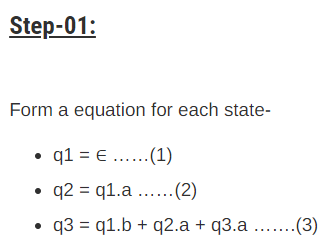 Step-01:
Form a equation for each state-
• q1 = ∈ ……(1)
• q2 = q1.a ……(2)
• q3 = q1.b + q2.a + q3.a …….(3)